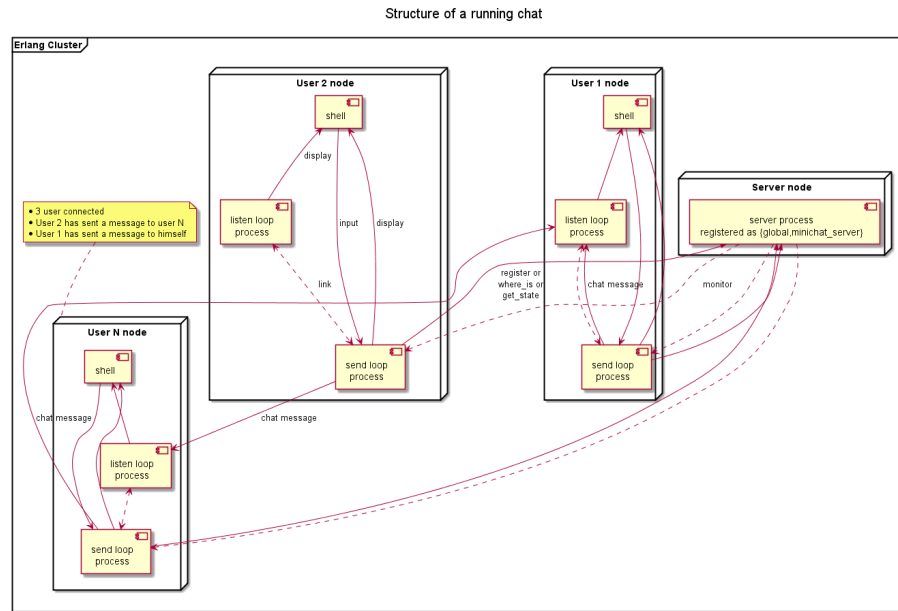 Structure of a running chat
Erlang Cluster
User 2 node
User 1 node
shell
shell
display
Server node
• 3 user connected
• User 2 has sent a message to user N
• User 1 has sent a message to himself
listen loop
process
input
display
listen loop
process
server process
registered as {global,minichat_server}
link
register or
where_is or
get_state
chat message
monitor
User N node
shell
send loop
process
send loop
process
chat message
chat message
listen loop
process
send loop
process